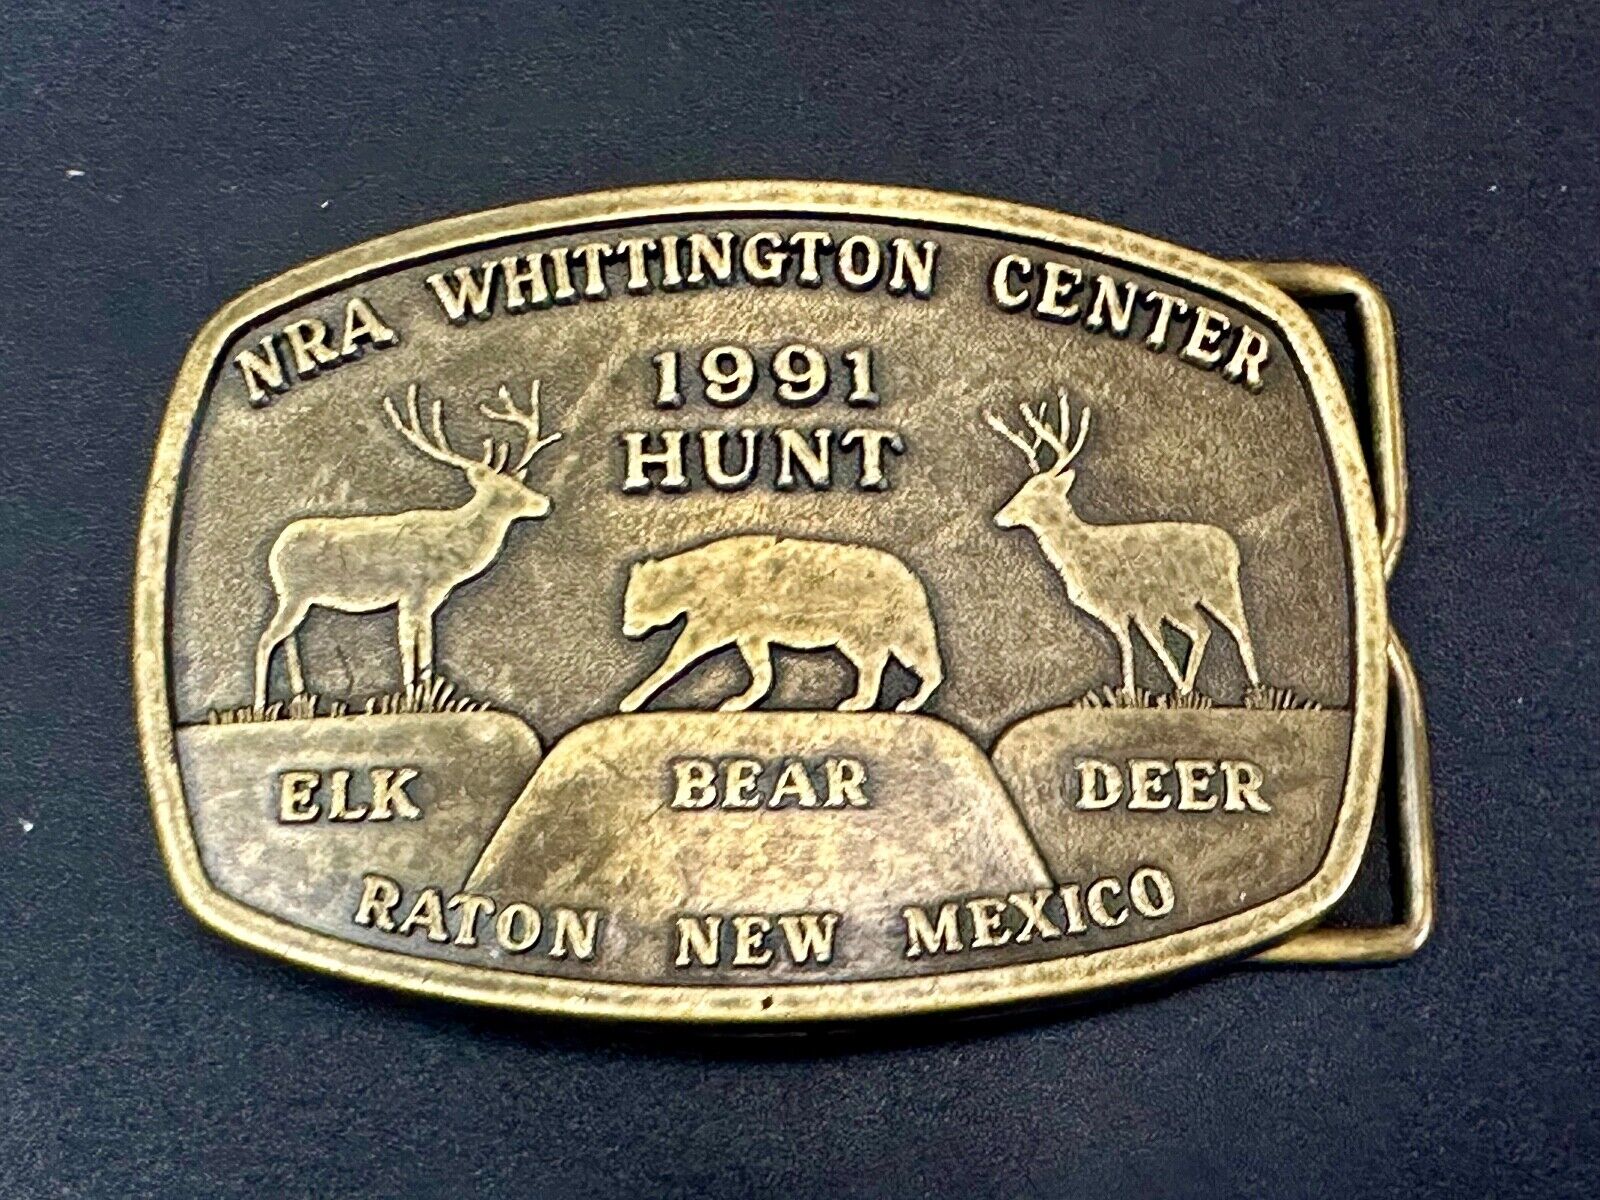 NRA WHITTINGTON CENTER
1991
HUNT
ELK BEAR DEER
RATON NEW MEXICO